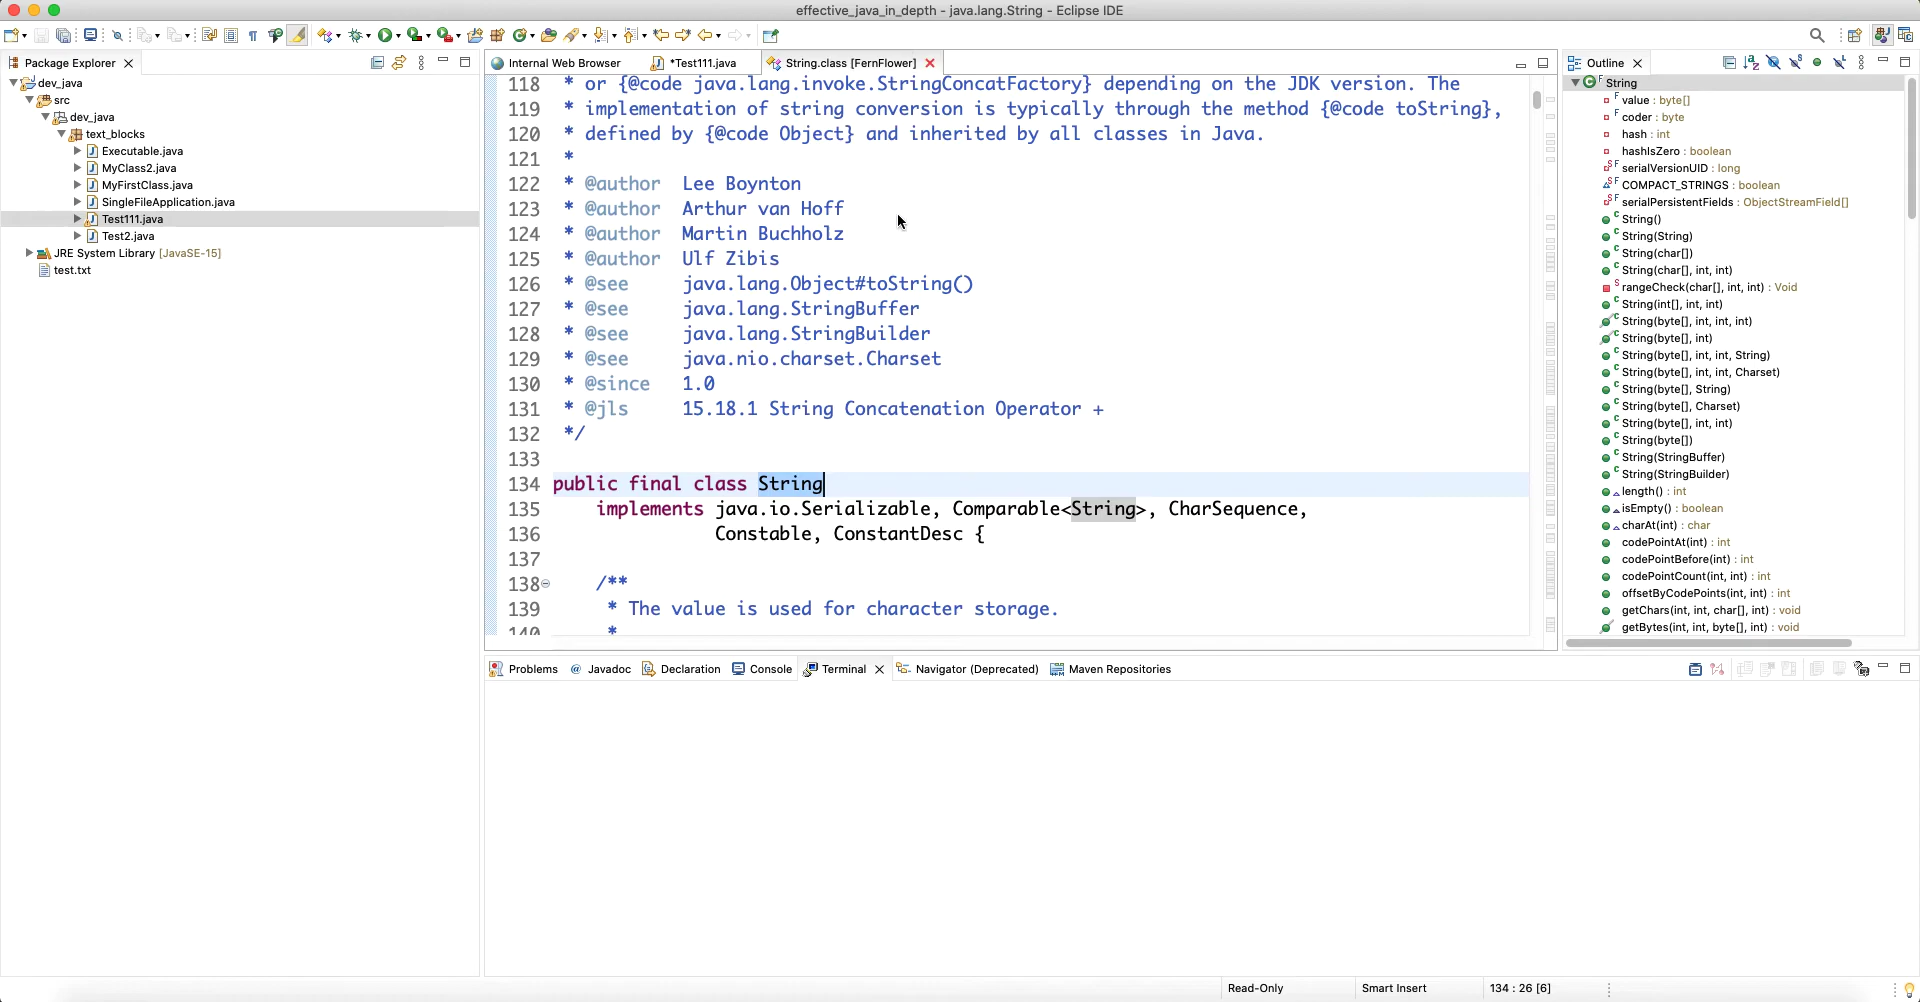 effective_java_in_depth - java.lang.String - Eclipse IDE
Package Explorer
dev_java
src
dev_java
text_blocks
Executable.java
MyClass2.java
MyFirstClass.java
SingleFileApplication.java
Test111.java
Test2.java
JRE System Library [JavaSE-15]
test.txt
Internal Web Browser
*Test111.java
String.class [FernFlower]
118 * or {@code java.lang.invoke.StringConcatFactory} depending on the JDK version. The
119 * implementation of string conversion is typically through the method {@code toString},
120 * defined by {@code Object} and inherited by all classes in Java.
121 *
122 * @author Lee Boynton
123 * @author Arthur van Hoff
124 * @author Martin Buchholz
125 * @author Ulf Zibis
126 * @see java.lang.Object#toString()
127 * @see java.lang.StringBuffer
128 * @see java.lang.StringBuilder
129 * @see java.nio.charset.Charset
130 * @since 1.0
131 * @jls 15.18.1 String Concatenation Operator +
132 */
133
134 public final class String
135 implements java.io.Serializable, Comparable<String>, CharSequence,
136 Constable, ConstantDesc {
137
138 /**
139 * The value is used for character storage.
140 *
Outline
String
value : byte[]
coder : byte
hash : int
hashIsZero : boolean
serialVersionUID : long
COMPACT_STRINGS : boolean
serialPersistentFields : ObjectStreamField[]
String()
String(String)
String(char[])
String(char[], int, int)
rangeCheck(char[], int, int) : Void
String(int[], int, int)
String(byte[], int, int, int)
String(byte[], int)
String(byte[], int, int, String)
String(byte[], int, int, Charset)
String(byte[], String)
String(byte[], Charset)
String(byte[], int, int)
String(byte[])
String(StringBuffer)
String(StringBuilder)
length() : int
isEmpty() : boolean
charAt(int) : char
codePointAt(int) : int
codePointBefore(int) : int
codePointCount(int, int) : int
offsetByCodePoints(int, int) : int
getChars(int, int, char[], int) : void
getBytes(int, int, byte[], int) : void
Problems
Javadoc
Declaration
Console
Terminal
Navigator (Deprecated)
Maven Repositories
Read-Only
Smart Insert
134 : 26 [6]